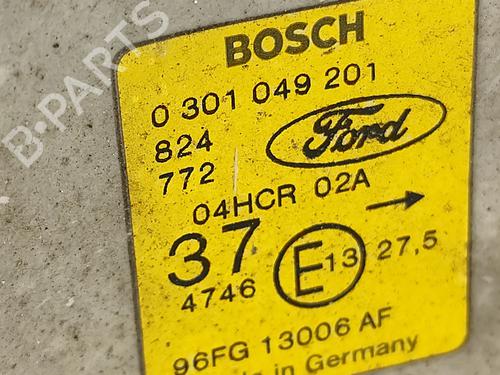 B-PARTS
BOSCH
0 301 049 201
824
772
Ford
04HCR 02A
37
4746
E 13 27,5
96FG 13006 AF
in Germany